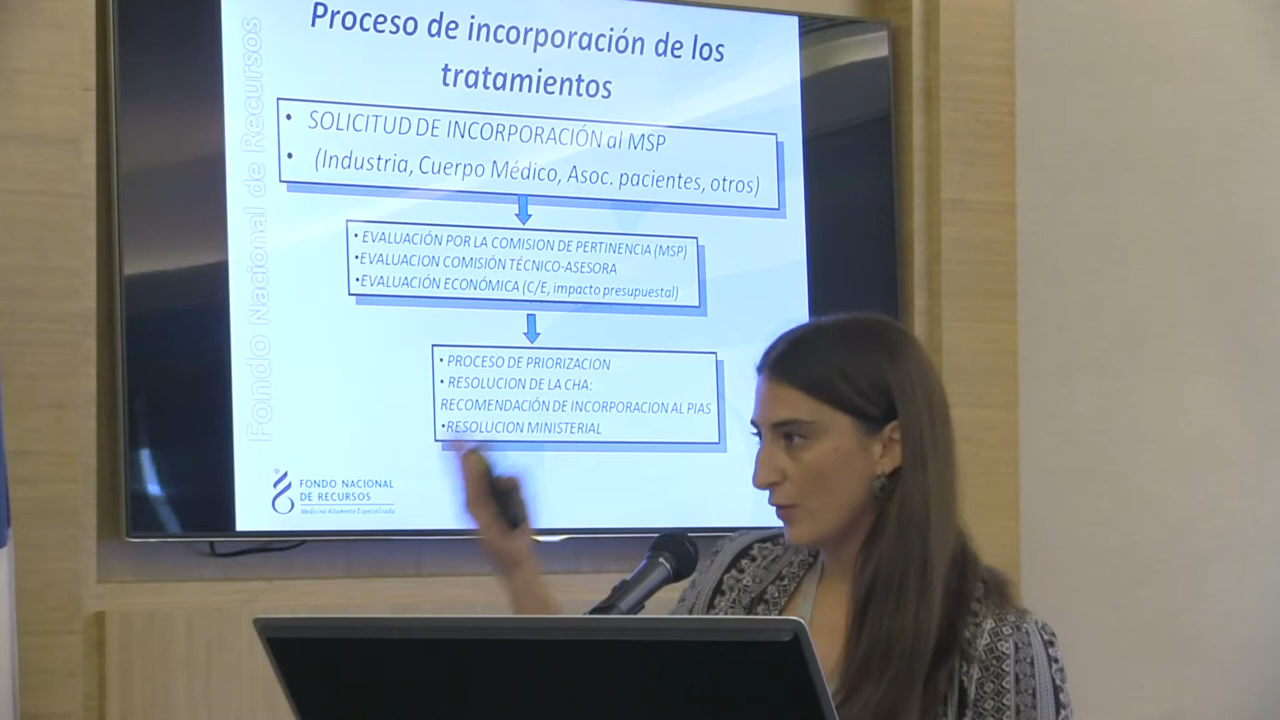 Proceso de incorporación de los
tratamientos
Fondo Nacional de Recursos
• SOLICITUD DE INCORPORACIÓN al MSP
• (Industria, Cuerpo Médico, Asoc. pacientes, otros)
• EVALUACIÓN POR LA COMISION DE PERTINENCIA (MSP)
•EVALUACION COMISIÓN TÉCNICO-ASESORA
•EVALUACIÓN ECONÓMICA (C/E, impacto presupuestal)
• PROCESO DE PRIORIZACION
• RESOLUCION DE LA CHA:
RECOMENDACIÓN DE INCORPORACION AL PIAS
•RESOLUCION MINISTERIAL
FONDO NACIONAL
DE RECURSOS
Medicina Altamente Especializada